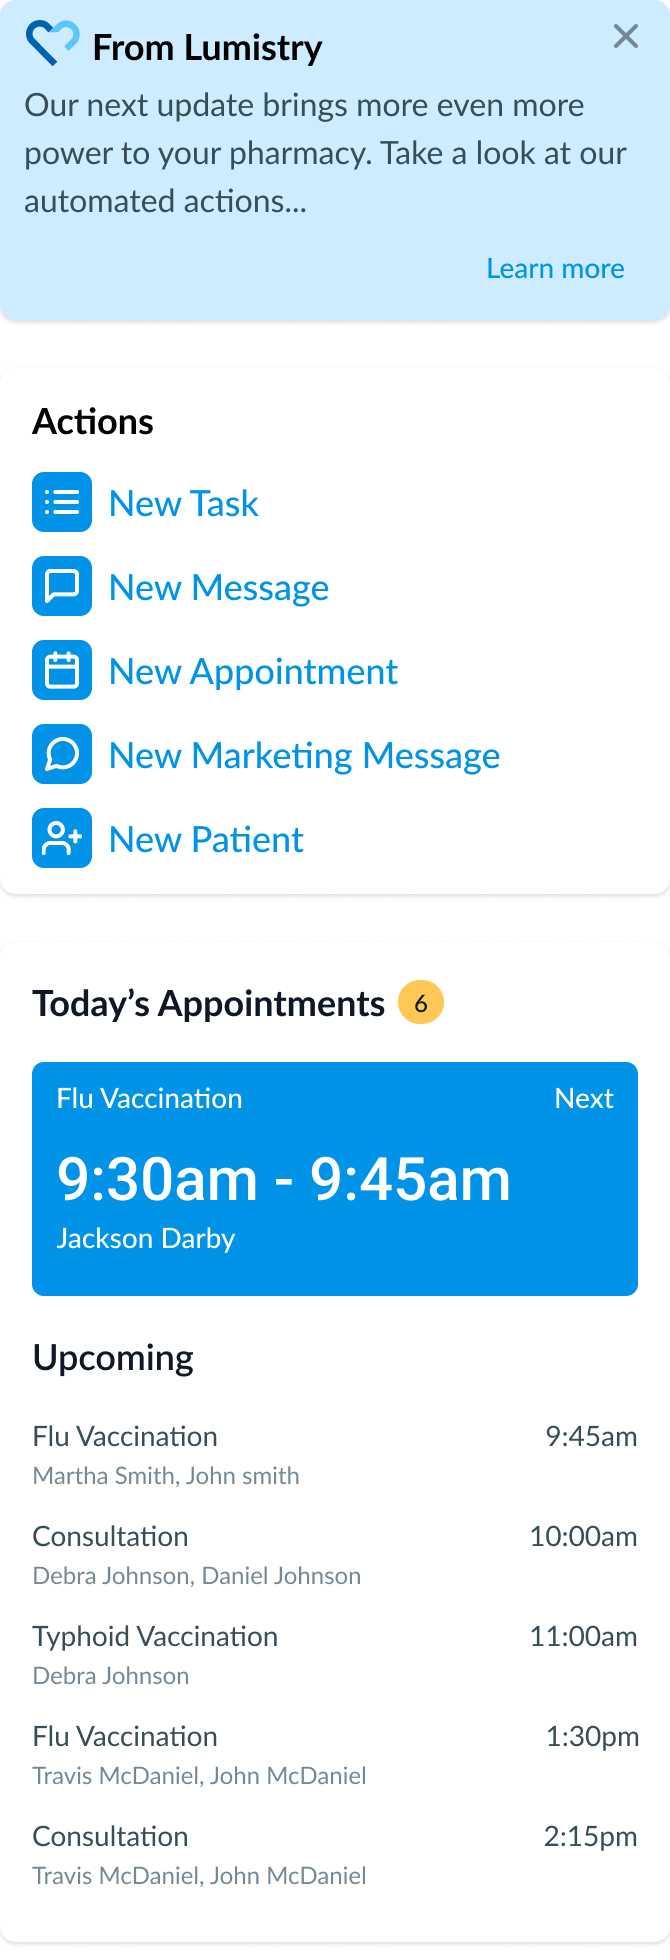 From Lumistry
Our next update brings more even more
power to your pharmacy. Take a look at our
automated actions...
Learn more
Actions
New Task
New Message
New Appointment
New Marketing Message
New Patient
Today’s Appointments 6
Flu Vaccination Next
9:30am - 9:45am
Jackson Darby
Upcoming
Flu Vaccination 9:45am
Martha Smith, John smith
Consultation 10:00am
Debra Johnson, Daniel Johnson
Typhoid Vaccination 11:00am
Debra Johnson
Flu Vaccination 1:30pm
Travis McDaniel, John McDaniel
Consultation 2:15pm
Travis McDaniel, John McDaniel